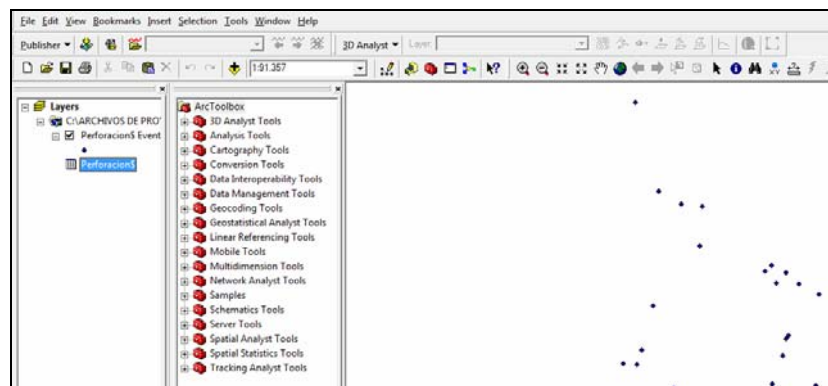 File Edit View Bookmarks Insert Selection Tools Window Help
Publisher 3D Analyst Layer:
1:91.357
Layers
C:\ARCHIVOS DE PRO
Perforacion$ Event
Perforacion$
ArcToolbox
3D Analyst Tools
Analysis Tools
Cartography Tools
Conversion Tools
Data Interoperability Tools
Data Management Tools
Geocoding Tools
Geostatistical Analyst Tools
Linear Referencing Tools
Mobile Tools
Multidimension Tools
Network Analyst Tools
Samples
Schematics Tools
Server Tools
Spatial Analyst Tools
Spatial Statistics Tools
Tracking Analyst Tools